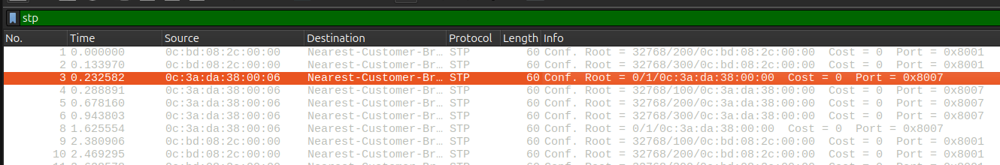 stp
No. Time Source Destination Protocol Length Info
1 0.000000 0c:bd:08:2c:00:00 Nearest-Customer-Br… STP 60 Conf. Root = 32768/200/0c:bd:08:2c:00:00 Cost = 0 Port = 0x8001
2 0.133970 0c:bd:08:2c:00:00 Nearest-Customer-Br… STP 60 Conf. Root = 32768/300/0c:bd:08:2c:00:00 Cost = 0 Port = 0x8001
3 0.232582 0c:3a:da:38:00:06 Nearest-Customer-Br… STP 60 Conf. Root = 0/1/0c:3a:da:38:00:00 Cost = 0 Port = 0x8007
4 0.288891 0c:3a:da:38:00:06 Nearest-Customer-Br… STP 60 Conf. Root = 32768/100/0c:3a:da:38:00:00 Cost = 0 Port = 0x8007
5 0.678160 0c:3a:da:38:00:06 Nearest-Customer-Br… STP 60 Conf. Root = 32768/200/0c:3a:da:38:00:00 Cost = 0 Port = 0x8007
6 0.943803 0c:3a:da:38:00:06 Nearest-Customer-Br… STP 60 Conf. Root = 32768/300/0c:3a:da:38:00:00 Cost = 0 Port = 0x8007
8 1.625554 0c:3a:da:38:00:06 Nearest-Customer-Br… STP 60 Conf. Root = 0/1/0c:3a:da:38:00:00 Cost = 0 Port = 0x8007
9 2.380906 0c:bd:08:2c:00:00 Nearest-Customer-Br… STP 60 Conf. Root = 32768/100/0c:bd:08:2c:00:00 Cost = 0 Port = 0x8001
10 2.469295 0c:bd:08:2c:00:00 Nearest-Customer-Br… STP 60 Conf. Root = 32768/200/0c:bd:08:2c:00:00 Cost = 0 Port = 0x8001